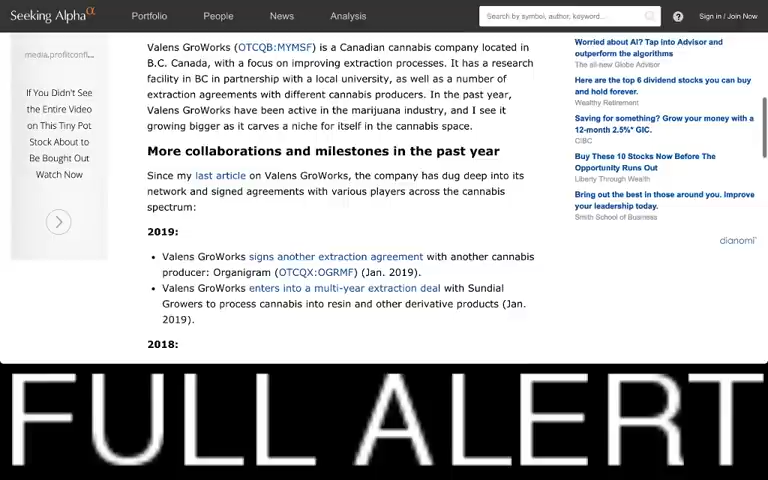 Seeking Alpha α
Portfolio People News Analysis
Search by symbol, author, keyword...
? Sign in / Join Now
media.profitconfi...
If You Didn't See
the Entire Video
on This Tiny Pot
Stock About to
Be Bought Out
Watch Now
Valens GroWorks (OTCQB:MYMSF) is a Canadian cannabis company located in
B.C. Canada, with a focus on improving extraction processes. It has a research
facility in BC in partnership with a local university, as well as a number of
extraction agreements with different cannabis producers. In the past year,
Valens GroWorks have been active in the marijuana industry, and I see it
growing bigger as it carves a niche for itself in the cannabis space.
More collaborations and milestones in the past year
Since my last article on Valens GroWorks, the company has dug deep into its
network and signed agreements with various players across the cannabis
spectrum:
2019:
• Valens GroWorks signs another extraction agreement with another cannabis
producer: Organigram (OTCQX:OGRMF) (Jan. 2019).
• Valens GroWorks enters into a multi-year extraction deal with Sundial
Growers to process cannabis into resin and other derivative products (Jan.
2019).
2018:
Worried about AI? Tap into Advisor and
outperform the algorithms
The all-new Globe Advisor
Here are the top 6 dividend stocks you can buy
and hold forever.
Wealthy Retirement
Saving for something? Grow your money with a
12-month 2.5%* GIC.
CIBC
Buy These 10 Stocks Now Before The
Opportunity Runs Out
Liberty Through Wealth
Bring out the best in those around you. Improve
your leadership today.
Smith School of Business
dianomi
FULL ALERT